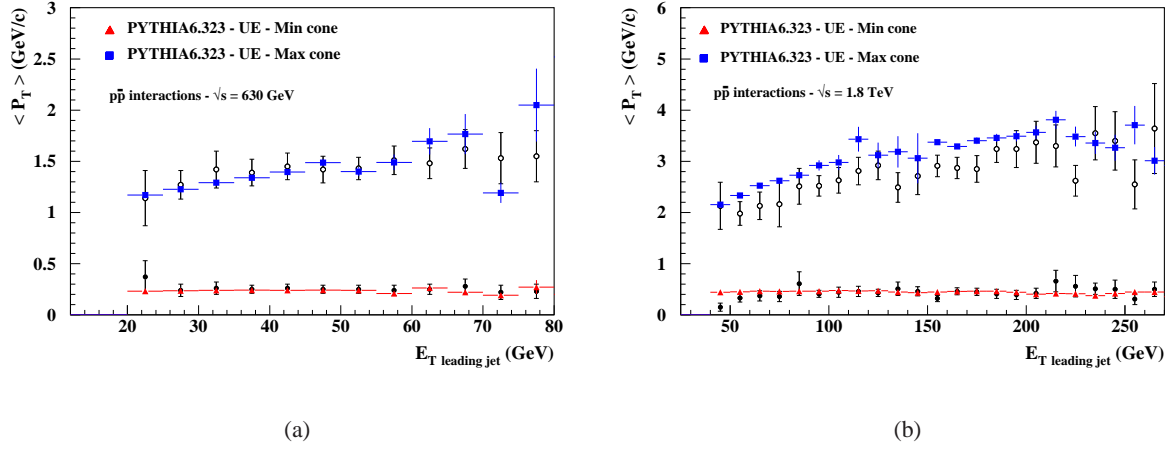 PYTHIA6.323 - UE - Min cone
PYTHIA6.323 - UE - Max cone
pp̄ interactions - √s = 630 GeV
< P_T > (GeV/c)
3
2.5
2
1.5
1
0.5
0
20 30 40 50 60 70 80
E_T leading jet (GeV)
(a)
PYTHIA6.323 - UE - Min cone
PYTHIA6.323 - UE - Max cone
pp̄ interactions - √s = 1.8 TeV
< P_T > (GeV/c)
6
5
4
3
2
1
0
50 100 150 200 250
E_T leading jet (GeV)
(b)